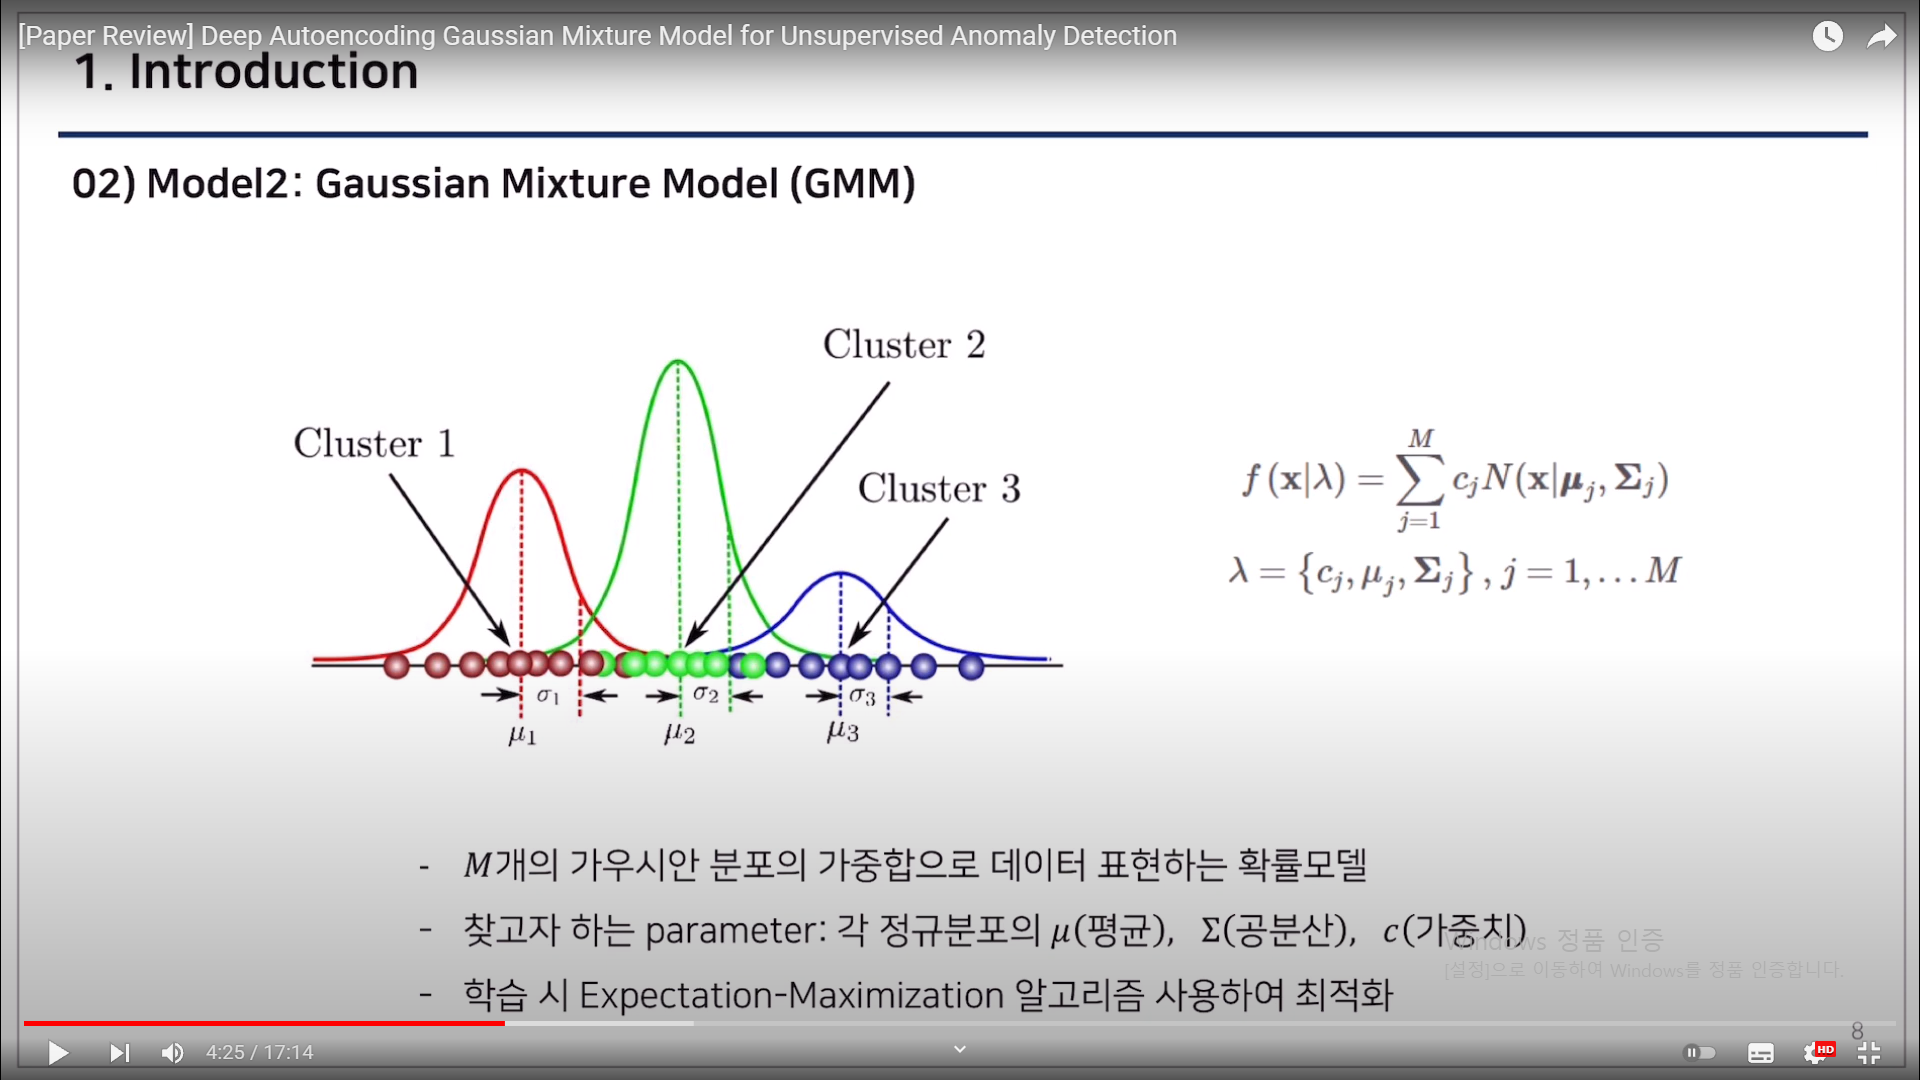 [Paper Review] Deep Autoencoding Gaussian Mixture Model for Unsupervised Anomaly Detection
1. Introduction
02) Model2: Gaussian Mixture Model (GMM)
Cluster 2
Cluster 1
Cluster 3
f(x|λ) = ∑_{j=1}^{M} c_j N(x|μ_j, Σ_j)
λ = {c_j, μ_j, Σ_j}, j = 1, … M
σ1 σ2 σ3
μ1 μ2 μ3
- M개의 가우시안 분포의 가중합으로 데이터 표현하는 확률모델
- 찾고자 하는 parameter: 각 정규분포의 μ(평균), Σ(공분산), c(가중치)
Windows 정품 인증
[설정]으로 이동하여 Windows를 정품 인증합니다.
- 학습 시 Expectation-Maximization 알고리즘 사용하여 최적화
8
4:25 / 17:14
HD